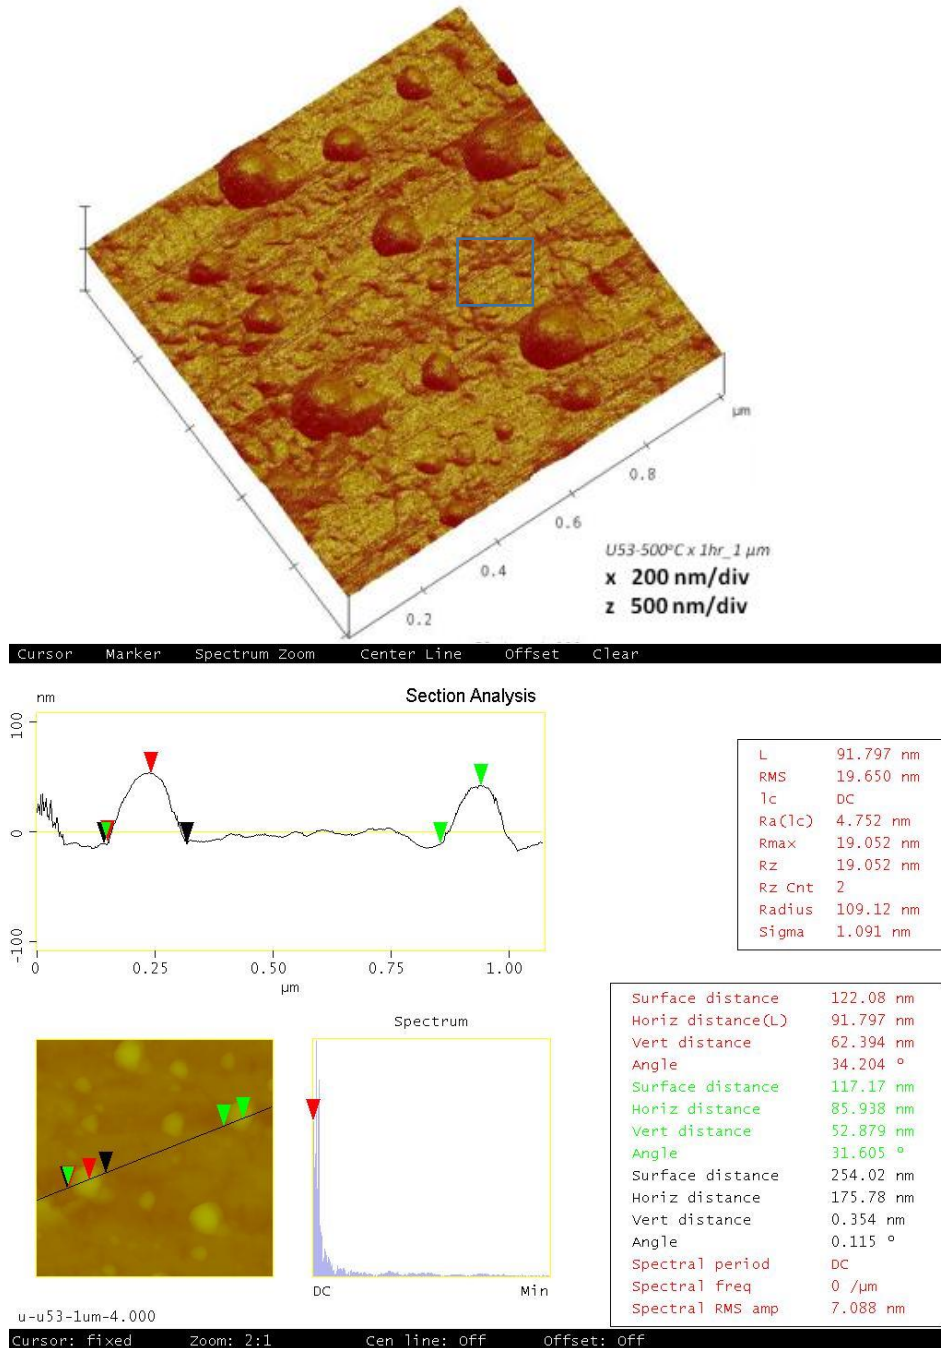 µm
0.8
0.6
0.4
0.2
U53-500°C x 1hr_1 µm
x 200 nm/div
z 500 nm/div
Cursor Marker Spectrum Zoom Center Line Offset Clear
nm
Section Analysis
100
0
-100
0 0.25 0.50 0.75 1.00
µm
L 91.797 nm
RMS 19.650 nm
lc DC
Ra(lc) 4.752 nm
Rmax 19.052 nm
Rz 19.052 nm
Rz Cnt 2
Radius 109.12 nm
Sigma 1.091 nm
Spectrum
DC Min
Surface distance 122.08 nm
Horiz distance(L) 91.797 nm
Vert distance 62.394 nm
Angle 34.204 º
Surface distance 117.17 nm
Horiz distance 85.938 nm
Vert distance 52.879 nm
Angle 31.605 º
Surface distance 254.02 nm
Horiz distance 175.78 nm
Vert distance 0.354 nm
Angle 0.115 º
Spectral period DC
Spectral freq 0 /µm
Spectral RMS amp 7.088 nm
u-u53-1um-4.000
Cursor: fixed Zoom: 2:1 Cen line: Off Offset: Off